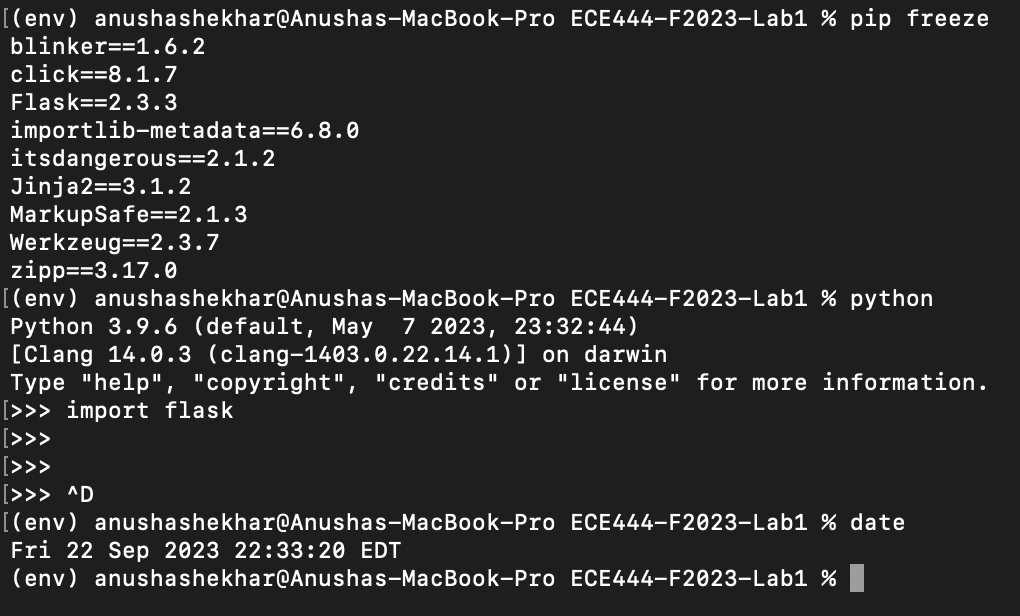 [(env) anushashekhar@Anushas-MacBook-Pro ECE444-F2023-Lab1 % pip freeze
blinker==1.6.2
click==8.1.7
Flask==2.3.3
importlib-metadata==6.8.0
itsdangerous==2.1.2
Jinja2==3.1.2
MarkupSafe==2.1.3
Werkzeug==2.3.7
zipp==3.17.0
[(env) anushashekhar@Anushas-MacBook-Pro ECE444-F2023-Lab1 % python
Python 3.9.6 (default, May  7 2023, 23:32:44)
[Clang 14.0.3 (clang-1403.0.22.14.1)] on darwin
Type "help", "copyright", "credits" or "license" for more information.
[>>> import flask
[>>>
[>>>
[>>> ^D
[(env) anushashekhar@Anushas-MacBook-Pro ECE444-F2023-Lab1 % date
Fri 22 Sep 2023 22:33:20 EDT
(env) anushashekhar@Anushas-MacBook-Pro ECE444-F2023-Lab1 %